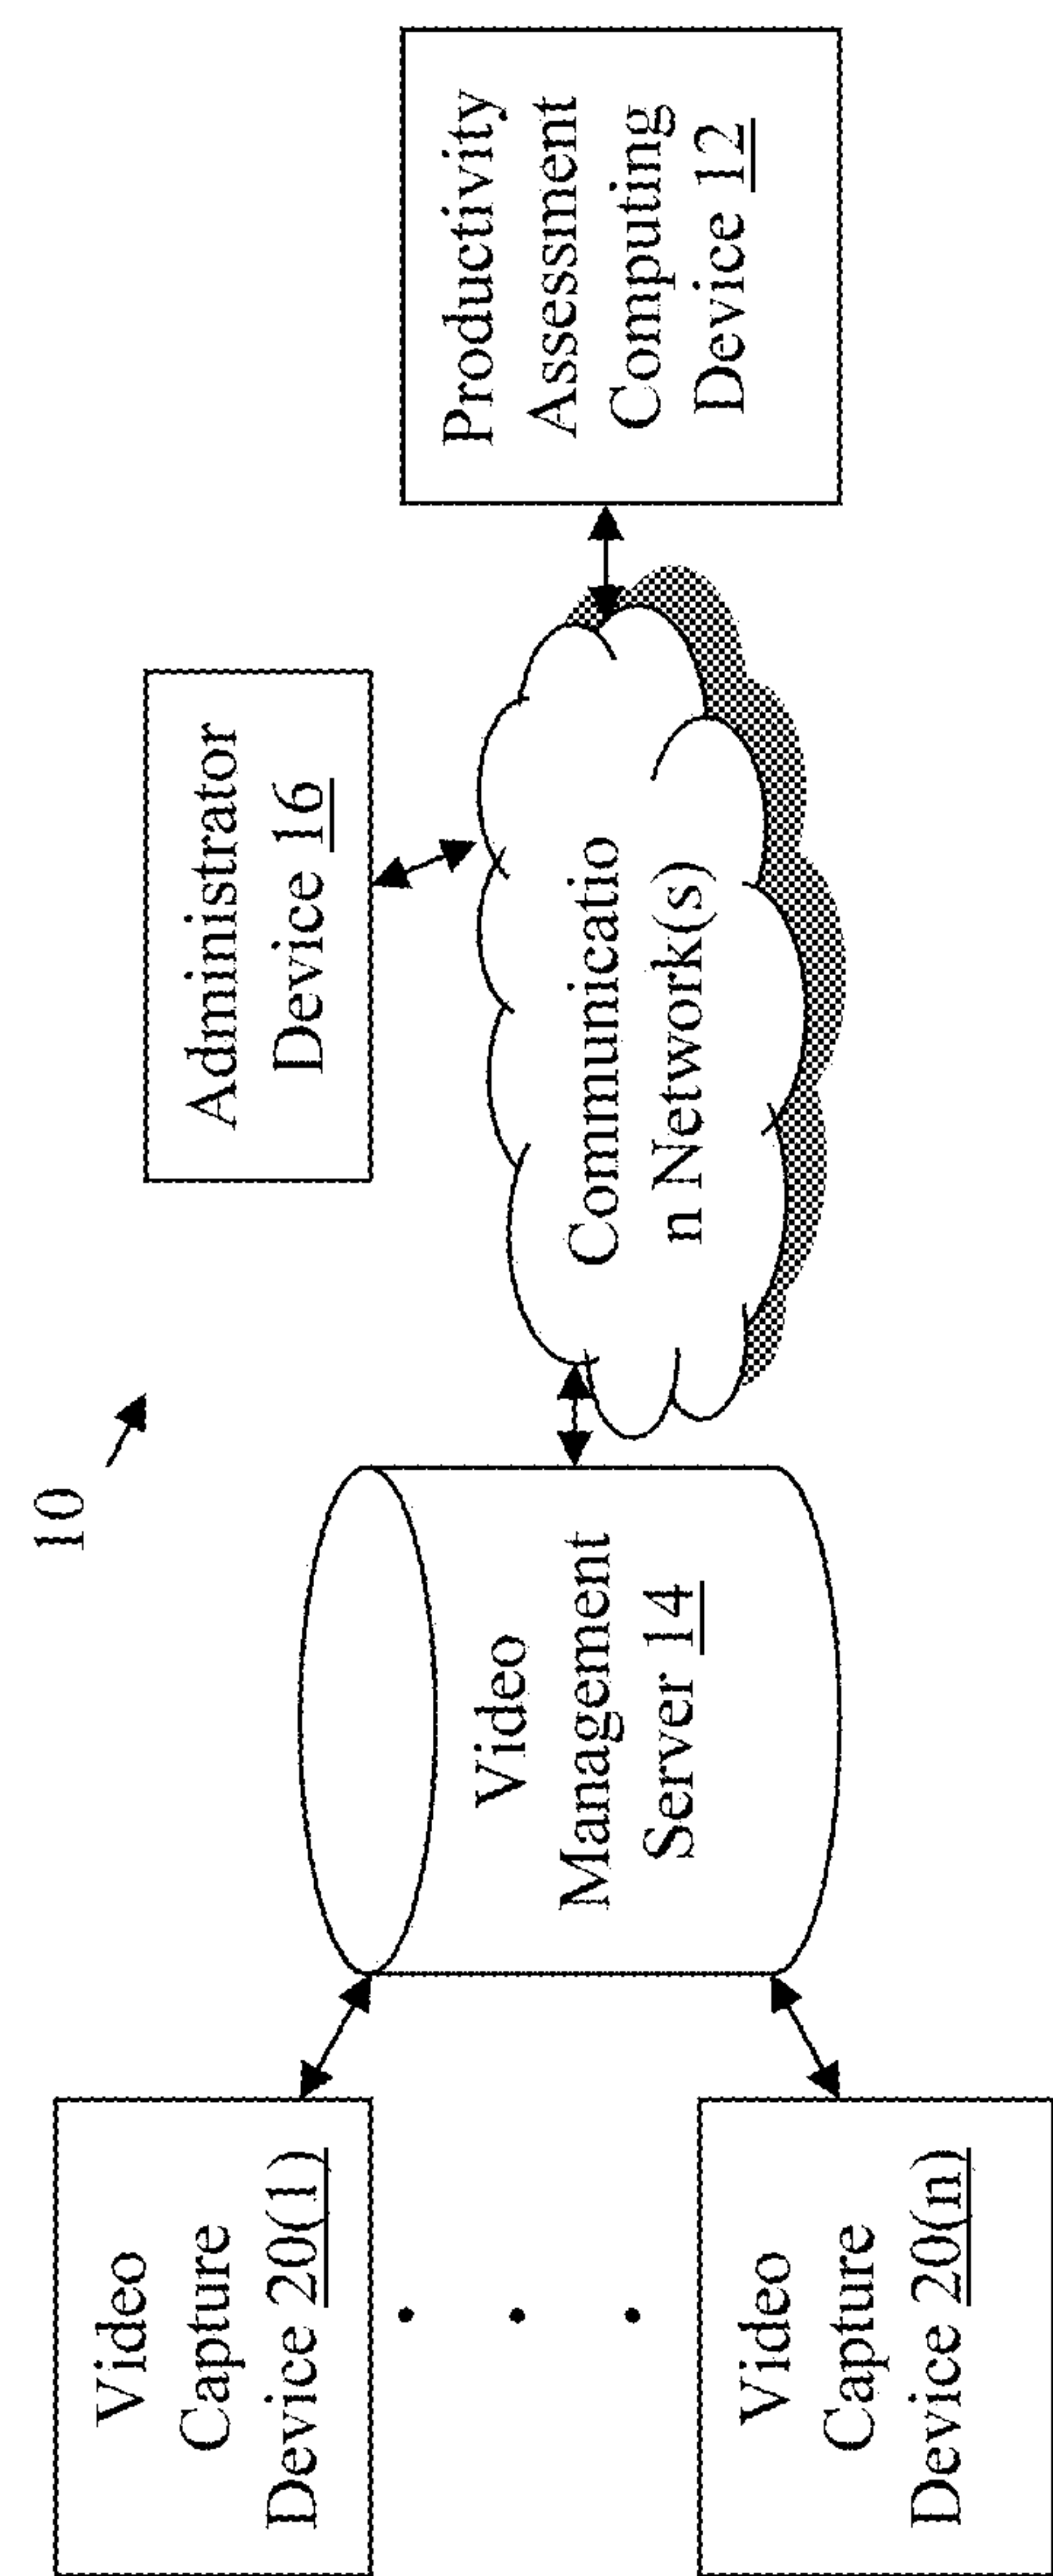 10
Video
Capture
Device 20(1)
Video
Capture
Device 20(n)
Video
Management
Server 14
Administrator
Device 16
Communicatio
n Network(s)
Productivity
Assessment
Computing
Device 12